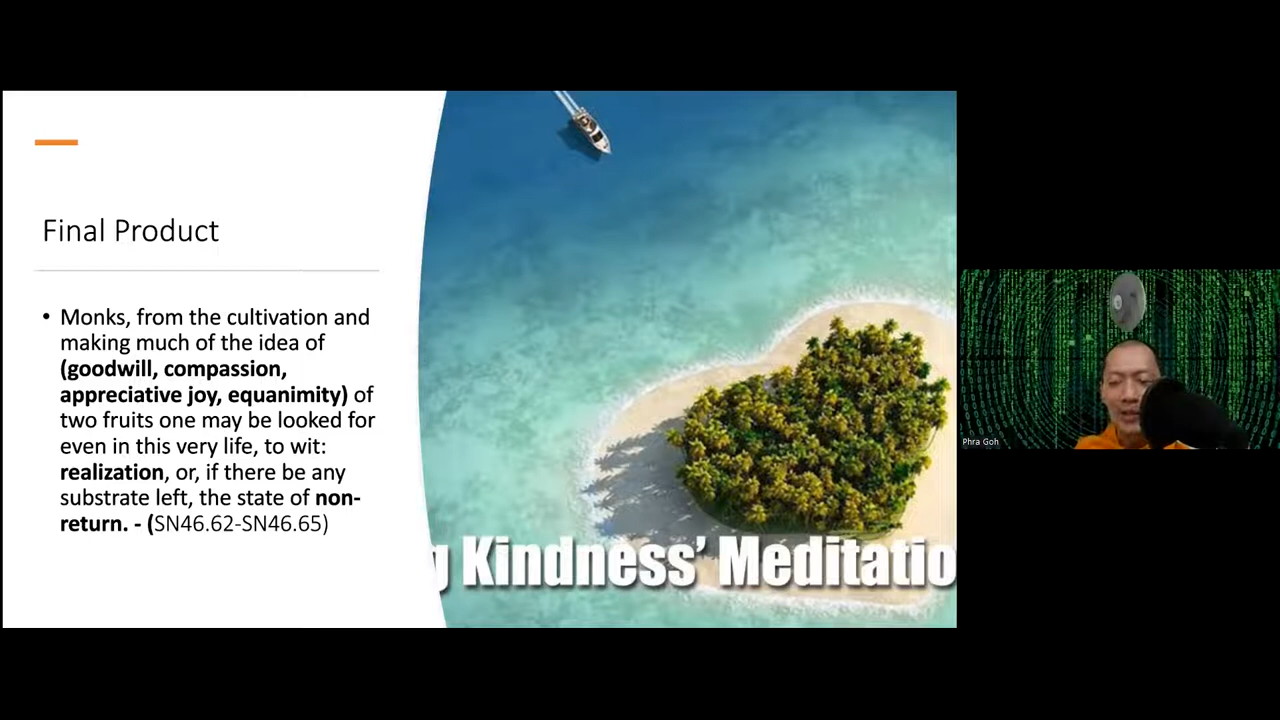 Final Product
• Monks, from the cultivation and
making much of the idea of
(goodwill, compassion,
appreciative joy, equanimity) of
two fruits one may be looked for
even in this very life, to wit:
realization, or, if there be any
substrate left, the state of non-
return. - (SN46.62-SN46.65)
g Kindness’ Meditatio
Phra Goh